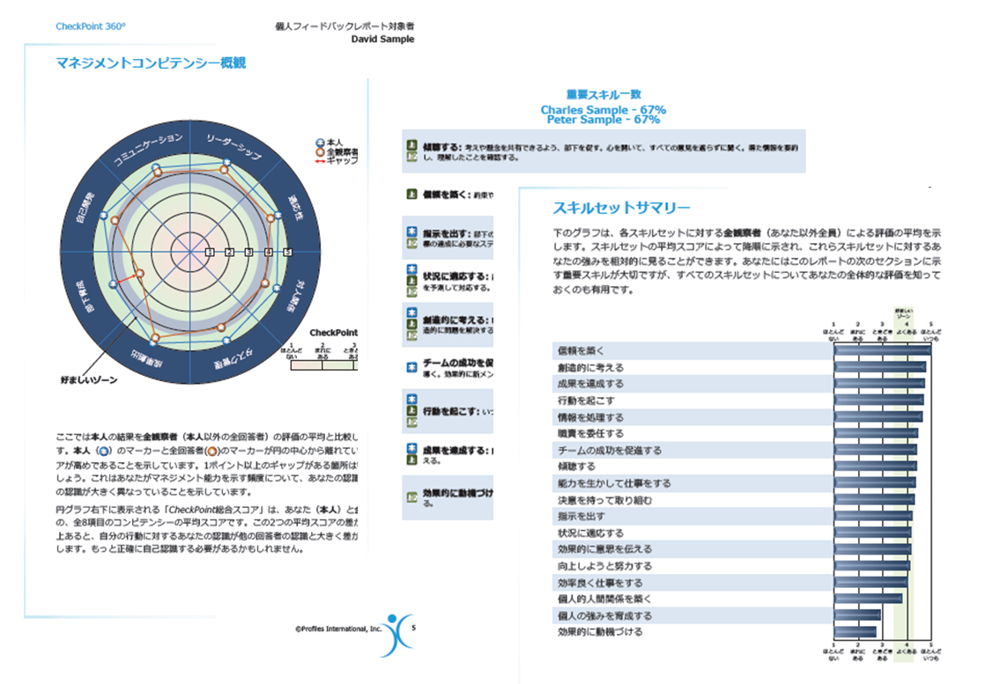 CheckPoint 360°
個人フィードバックレポート対象者
David Sample
マネジメントコンピテンシー概観
コミュニケーション
リーダーシップ
適応性
対人関係
タスク管理
成果創出
部下育成
自己開発
1
2
3
4
5
本人
全観察者
ギャップ
CheckPoint
1
2
3
ほとんど
ない
まれに
ある
ときど
ある
好ましいゾーン
ここでは本人の結果を全観察者（本人以外の全回答者）の評価の平均と比較し
す。本人（ ）のマーカーと全回答者( )のマーカーが円の中心から離れてい
アが高めであることを示しています。1ポイント以上のギャップがある箇所は
しょう。これはあなたがマネジメント能力を示す頻度について、あなたの認識
の認識が大きく異なっていることを示しています。
円グラフ右下に表示される「CheckPoint総合スコア」は、あなた（本人）と
の、全8項目のコンピテンシーの平均スコアです。この2つの平均スコアの差が
上あると、自分の行動に対するあなたの認識が他の回答者の認識と大きく差が
します。もっと正確に自己認識する必要があるかもしれません。
©Profiles International, Inc.
5
重要スキル一致
Charles Sample - 67%
Peter Sample - 67%
上
傾聴する: 考えや懸念を共有できるよう、部下を促す。心を開いて、すべての意見を遮らずに聞く。得た情報を要約
し、理解したことを確認する。
上
信頼を築く: 約束や
本
指示を出す: 部下の
標の達成に必要なステ
本
上
状況に適応する:
を予測して対応する。
本
上
創造的に考える:
造的に問題を解決する
本
チームの成功を促
導く。効果的に新メン
本
上
行動を起こす: いつ
本
上
成果を達成する:
える。
効果的に動機づけ
る。
スキルセットサマリー
下のグラフは、各スキルセットに対する全観察者（あなた以外全員）による評価の平均を示
します。スキルセットの平均スコアによって降順に示され、これらスキルセットに対するあ
なたの強みを相対的に見ることができます。あなたにはこのレポートの次のセクションに示
す重要スキルが大切ですが、すべてのスキルセットについてあなたの全体的な評価を知って
おくのも有用です。
好ましい
ゾーン
1 2 3 4 5
ほとんど
ない
まれに
ある
ときどき
ある
よくある
ほとんど
いつも
信頼を築く
創造的に考える
成果を達成する
行動を起こす
情報を処理する
職責を委任する
チームの成功を促進する
傾聴する
能力を生かして仕事をする
決意を持って取り組む
指示を出す
状況に適応する
効果的に意思を伝える
向上しようと努力する
効率良く仕事をする
個人的人間関係を築く
個人の強みを育成する
効果的に動機づける
1 2 3 4 5
ほとんど
ない
まれに
ある
ときどき
ある
よくある
ほとんど
いつも